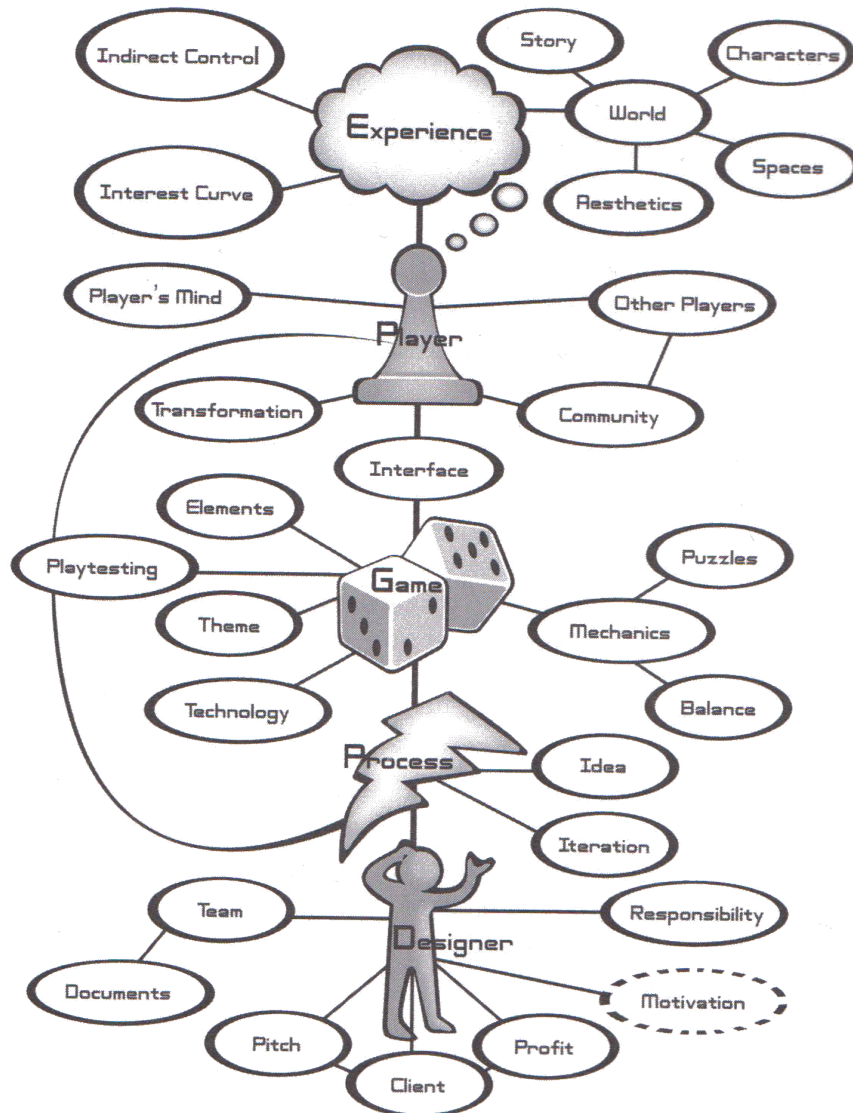 Story
Indirect Control
Characters
World
Experience
Spaces
Interest Curve
Aesthetics
Player's Mind
Other Players
Player
Transformation
Community
Interface
Elements
Puzzles
Playtesting
Game
Theme
Mechanics
Technology
Balance
Process
Idea
Iteration
Team
Responsibility
Designer
Documents
Motivation
Pitch
Profit
Client